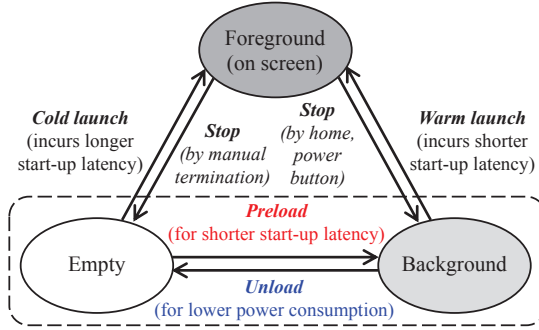 Foreground
(on screen)
Cold launch
(incurs longer
start-up latency)
Stop
(by manual
termination)
Stop
(by home,
power
button)
Warm launch
(incurs shorter
start-up latency)
Preload
(for shorter start-up latency)
Empty
Background
Unload
(for lower power consumption)